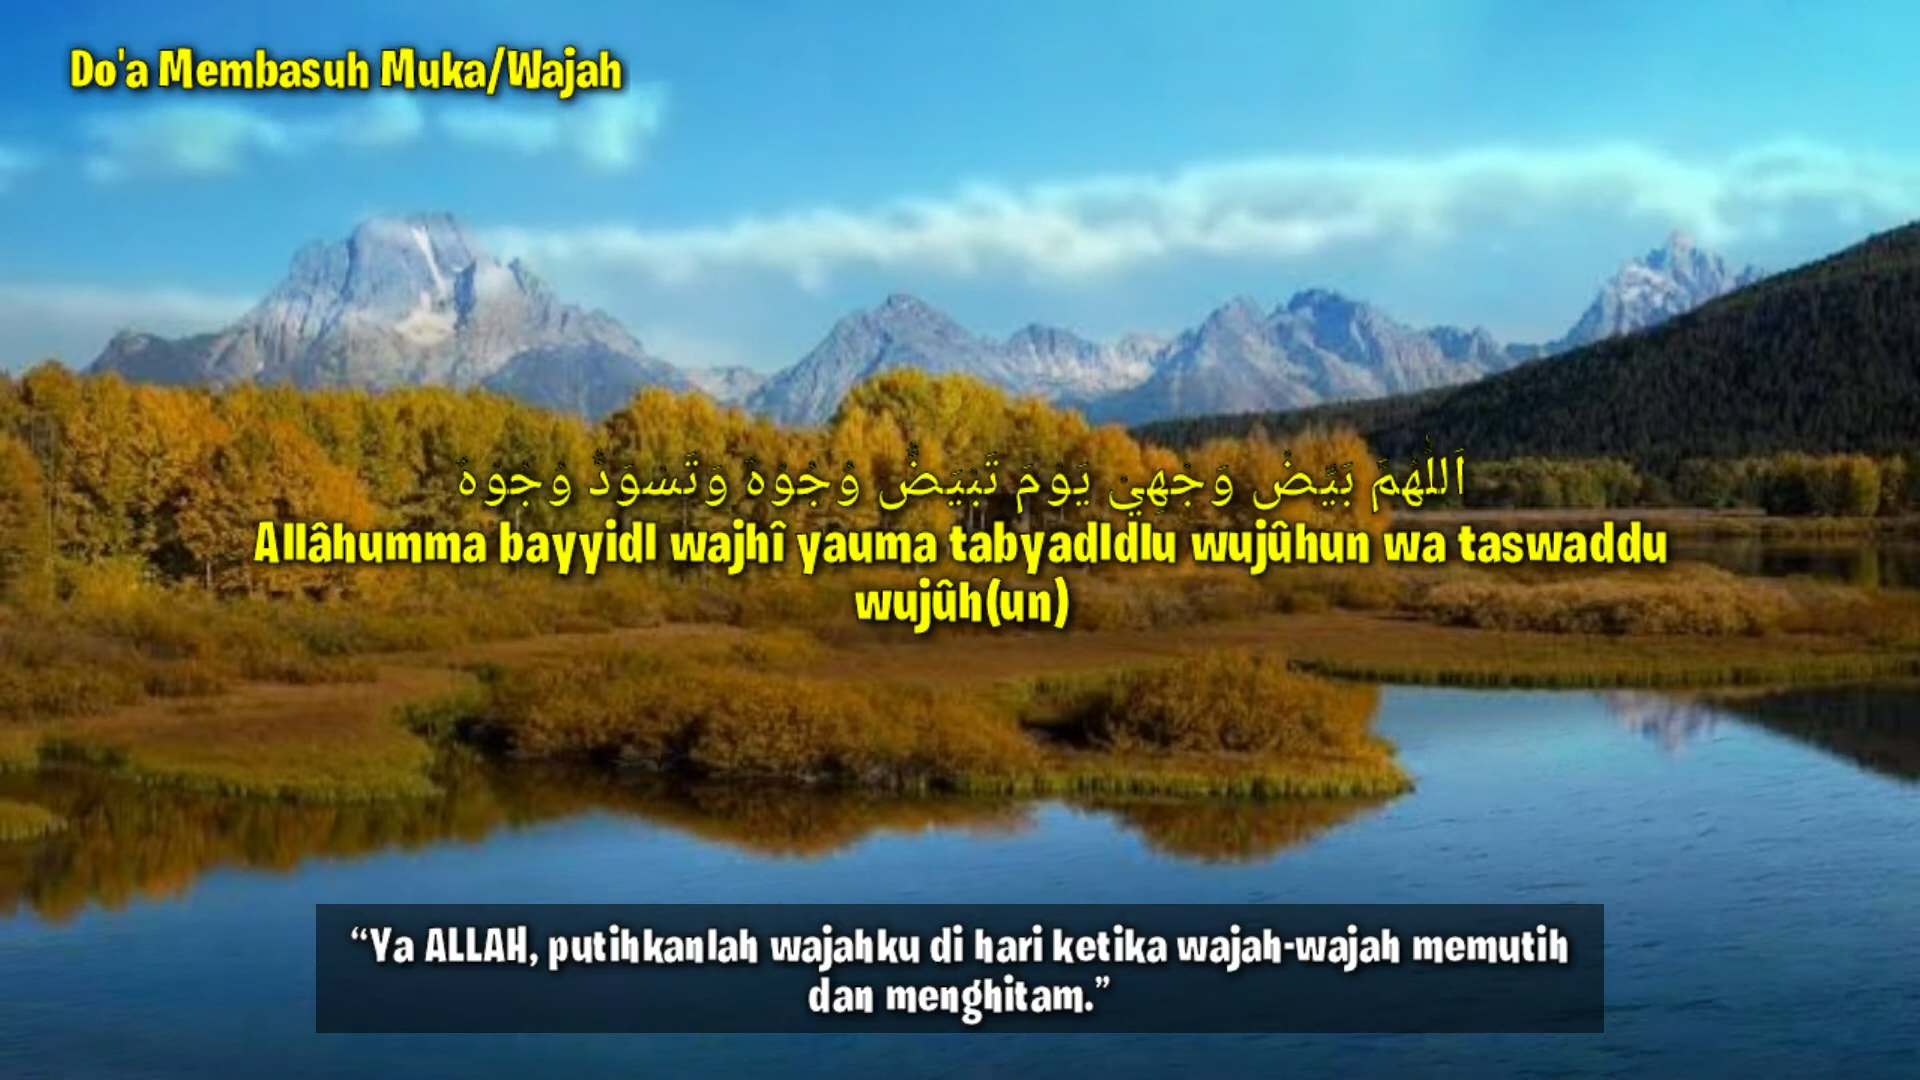 Do'a Membasuh Muka/Wajah
اَللّٰهُمَّ بَيِّضْ وَجْهِيْ يَوْمَ تَبْيَضُّ وُجُوْهٌ وَتَسْوَدُّ وُجُوْهٌ
Allâhumma bayyidl wajhî yauma tabyadldlu wujûhun wa taswaddu
wujûh(un)
“Ya ALLAH, putihkanlah wajahku di hari ketika wajah-wajah memutih
dan menghitam.”